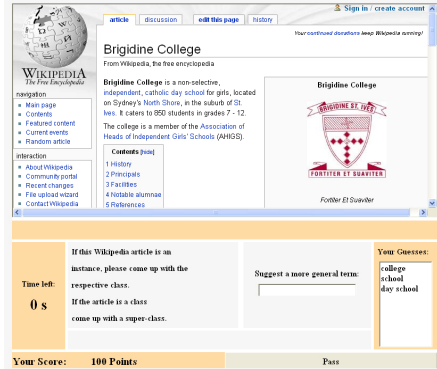 Sign in / create account
article discussion edit this page history
Your continued donations keep Wikipedia running!
Brigidine College
From Wikipedia, the free encyclopedia
WIKIPEDIA
The Free Encyclopedia
navigation
Main page
Contents
Featured content
Current events
Random article
interaction
About Wikipedia
Community portal
Recent changes
File upload wizard
Contact Wikipedia
Brigidine College is a non-selective,
independent, catholic day school for girls, located
on Sydney's North Shore, in the suburb of St.
Ives. It caters to 850 students in grades 7 - 12.
The college is a member of the Association of
Heads of Independent Girls' Schools (AHIGS).
Contents [hide]
1 History
2 Principals
3 Facilities
4 Notable alumnae
5 References
Brigidine College
BRIGIDINE ST. IVES
FORTITER ET SUAVITER
Fortiter Et Suaviter
Time left:
0 s
If this Wikipedia article is an
instance, please come up with the
respective class.
If the article is a class
come up with a super-class.
Suggest a more general term:
Your Guesses:
college
school
day school
Your Score: 100 Points
Pass